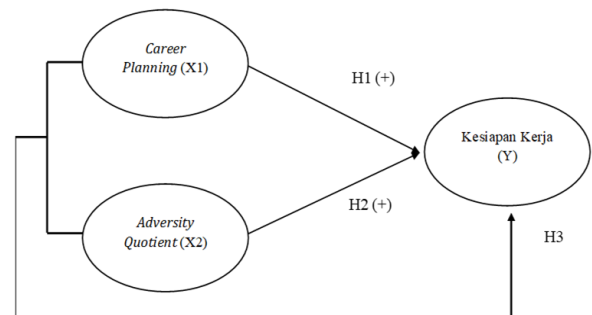 Career
Planning (X1)
H1 (+)
Kesiapan Kerja
(Y)
H2 (+)
Adversity
Quotient (X2)
H3